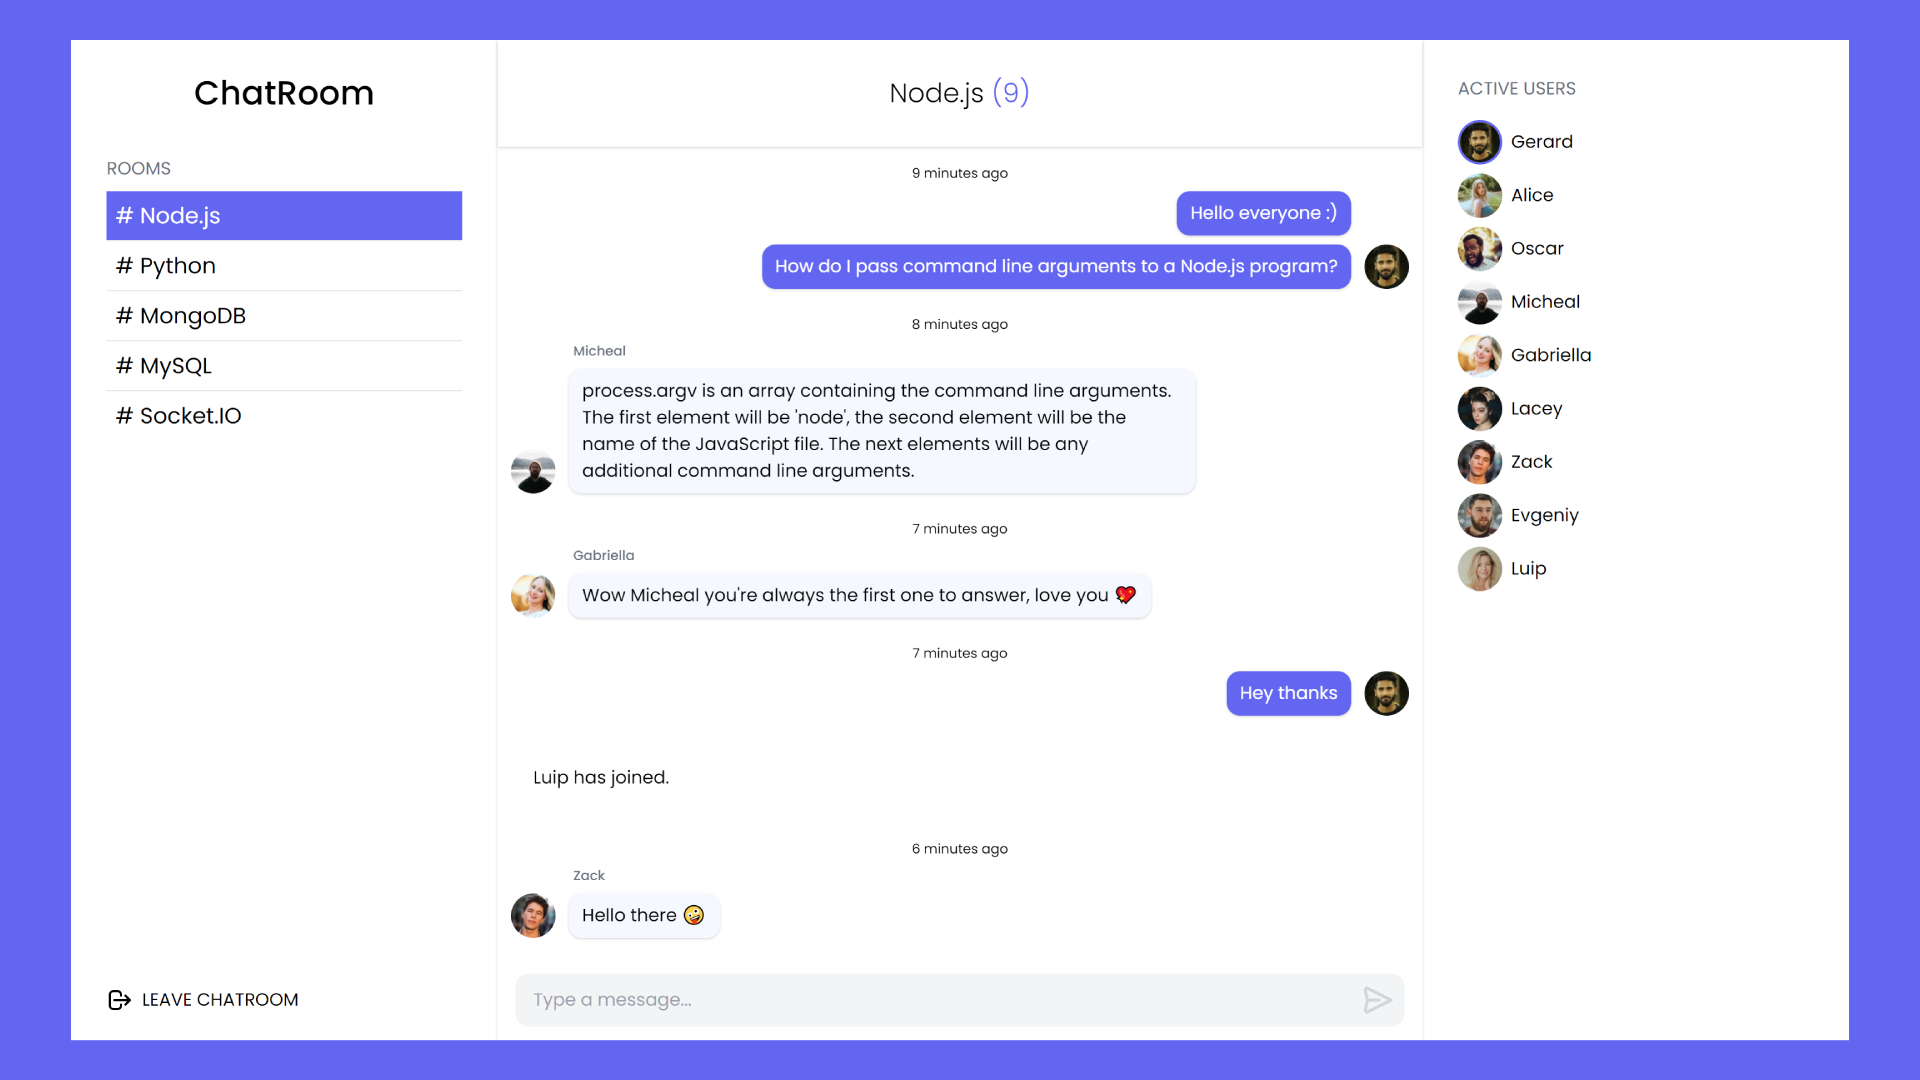 ChatRoom
ROOMS
# Node.js
# Python
# MongoDB
# MySQL
# Socket.IO
LEAVE CHATROOM
Node.js (9)
9 minutes ago
Hello everyone :)
How do I pass command line arguments to a Node.js program?
8 minutes ago
Micheal
process.argv is an array containing the command line arguments.
The first element will be 'node', the second element will be the
name of the JavaScript file. The next elements will be any
additional command line arguments.
7 minutes ago
Gabriella
Wow Micheal you're always the first one to answer, love you 💖
7 minutes ago
Hey thanks
Luip has joined.
6 minutes ago
Zack
Hello there 🤪
Type a message...
ACTIVE USERS
Gerard
Alice
Oscar
Micheal
Gabriella
Lacey
Zack
Evgeniy
Luip